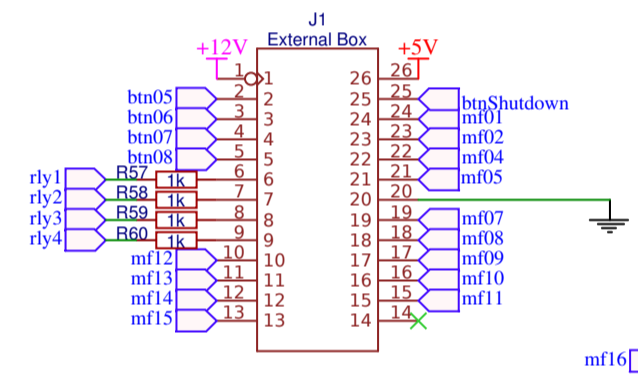 J1
External Box
+12V +5V
1 1 26 26
btn05 2 2 25 25 btnShutdown
btn06 3 3 24 24 mf01
btn07 4 4 23 23 mf02
btn08 5 5 22 22 mf04
rly1 R57 1k 6 6 21 21 mf05
rly2 R58 1k 7 7 20 20
rly3 R59 1k 8 8 19 19 mf07
rly4 R60 1k 9 9 18 18 mf08
mf12 10 10 17 17 mf09
mf13 11 11 16 16 mf10
mf14 12 12 15 15 mf11
mf15 13 13 14 14
mf16